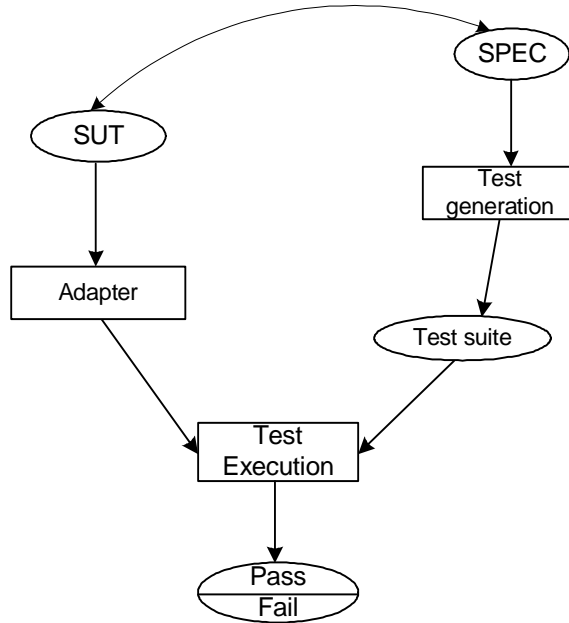 SPEC
SUT
Test
generation
Adapter
Test suite
Test
Execution
Pass
Fail